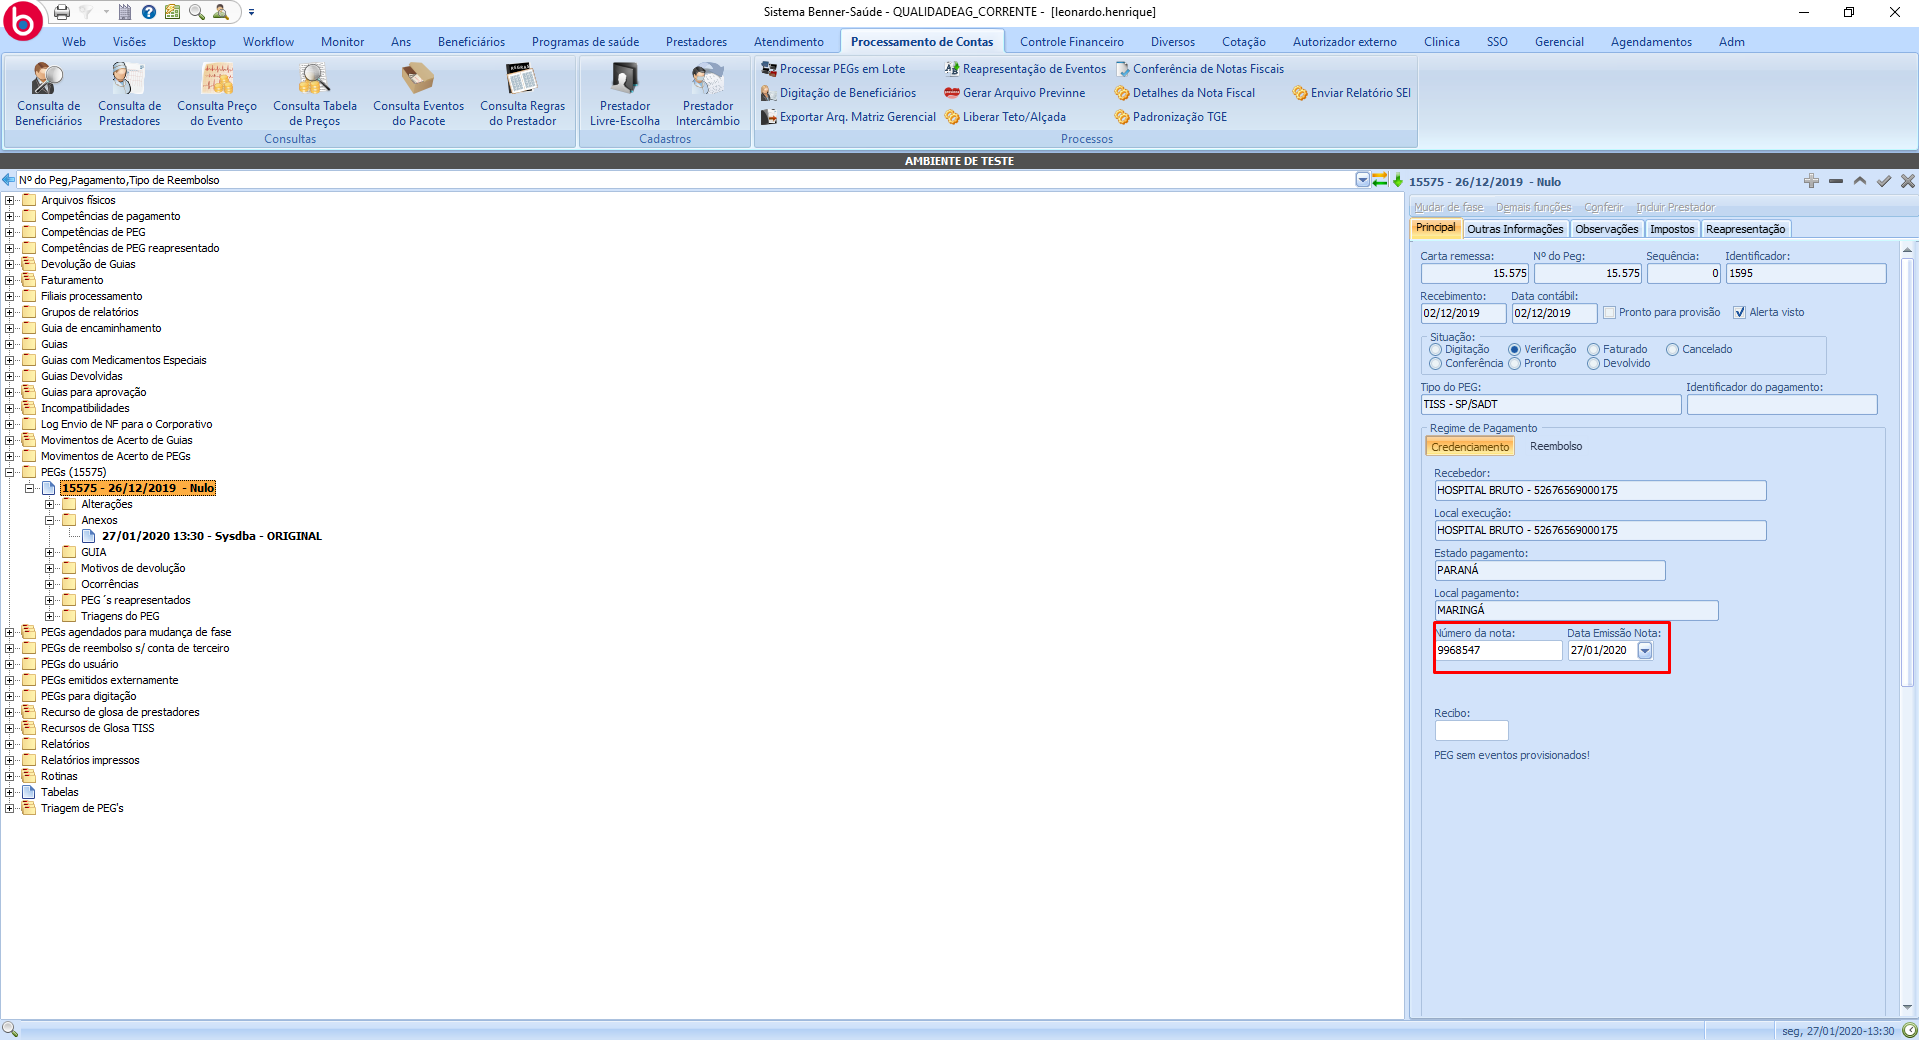 Sistema Benner-Saúde - QUALIDADEAG_CORRENTE - [leonardo.henrique]
Web Visões Desktop Workflow Monitor Ans Beneficiários Programas de saúde Prestadores Atendimento Processamento de Contas Controle Financeiro Diversos Cotação Autorizador externo Clinica SSO Gerencial Agendamentos Adm
Consulta de Beneficiários
Consulta de Prestadores
Consulta Preço do Evento
Consulta Tabela de Preços
Consulta Eventos do Pacote
Consulta Regras do Prestador
Consultas
Prestador Livre-Escolha
Prestador Intercâmbio
Cadastros
Processar PEGs em Lote
Digitação de Beneficiários
Exportar Arq. Matriz Gerencial
Reapresentação de Eventos
Gerar Arquivo Previnne
Liberar Teto/Alçada
Conferência de Notas Fiscais
Detalhes da Nota Fiscal
Padronização TGE
Enviar Relatório SEI
Processos
AMBIENTE DE TESTE
Nº do Peg,Pagamento,Tipo de Reembolso
Arquivos físicos
Competências de pagamento
Competências de PEG
Competências de PEG reapresentado
Devolução de Guias
Faturamento
Filiais processamento
Grupos de relatórios
Guia de encaminhamento
Guias
Guias com Medicamentos Especiais
Guias Devolvidas
Guias para aprovação
Incompatibilidades
Log Envio de NF para o Corporativo
Movimentos de Acerto de Guias
Movimentos de Acerto de PEGs
PEGs (15575)
15575 - 26/12/2019 - Nulo
Alterações
Anexos
27/01/2020 13:30 - Sysdba - ORIGINAL
GUIA
Motivos de devolução
Ocorrências
PEG´s reapresentados
Triagens do PEG
PEGs agendados para mudança de fase
PEGs de reembolso s/ conta de terceiro
PEGs do usuário
PEGs emitidos externamente
PEGs para digitação
Recurso de glosa de prestadores
Recursos de Glosa TISS
Relatórios
Relatórios impressos
Rotinas
Tabelas
Triagem de PEG's
15575 - 26/12/2019 - Nulo
Mudar de fase Demais funções Conferir Incluir Prestador
Principal Outras Informações Observações Impostos Reapresentação
Carta remessa: Nº do Peg: Sequência: Identificador:
15.575 15.575 0 1595
Recebimento: Data contábil:
02/12/2019 02/12/2019 Pronto para provisão Alerta visto
Situação:
Digitação Verificação Faturado Cancelado
Conferência Pronto Devolvido
Tipo do PEG: Identificador do pagamento:
TISS - SP/SADT
Regime de Pagamento
Credenciamento Reembolso
Recebedor:
HOSPITAL BRUTO - 52676569000175
Local execução:
HOSPITAL BRUTO - 52676569000175
Estado pagamento:
PARANÁ
Local pagamento:
MARINGÁ
Número da nota: Data Emissão Nota:
9968547 27/01/2020
Recibo:
PEG sem eventos provisionados!
seg, 27/01/2020-13:30